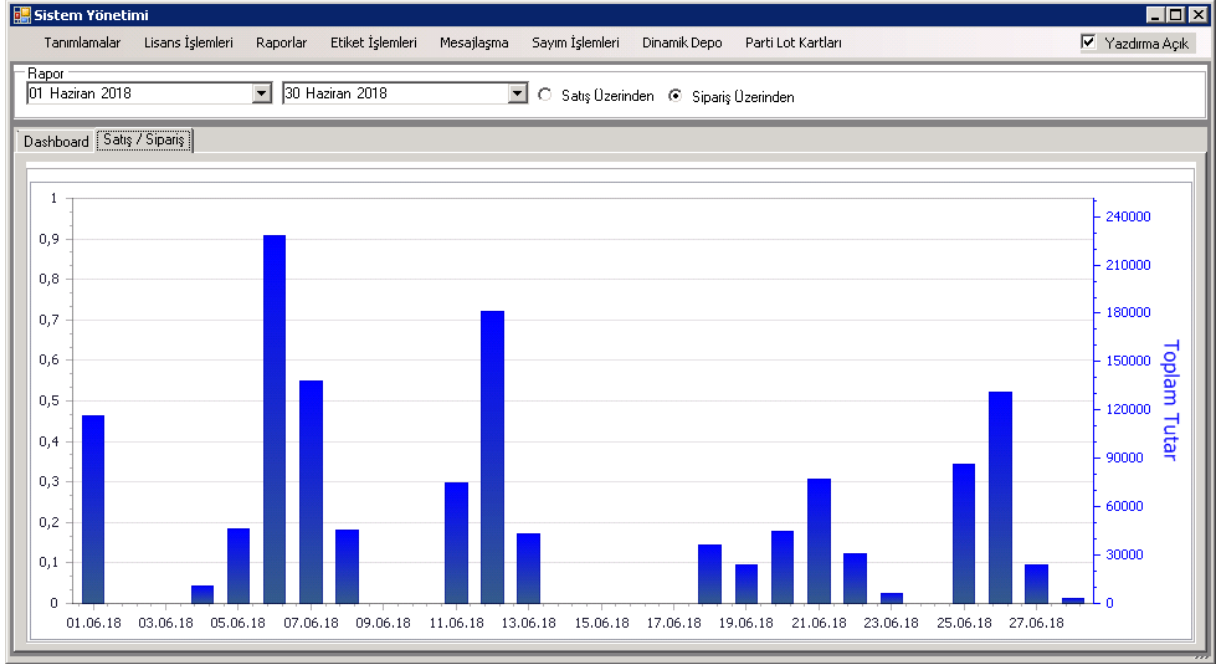 Sistem Yönetimi
Tanımlamalar Lisans İşlemleri Raporlar Etiket İşlemleri Mesajlaşma Sayım İşlemleri Dinamik Depo Parti Lot Kartları Yazdırma Açık
Rapor
01 Haziran 2018 30 Haziran 2018 Satış Üzerinden Sipariş Üzerinden
Dashboard Satış / Sipariş
1
0,9
0,8
0,7
0,6
0,5
0,4
0,3
0,2
0,1
0
240000
210000
180000
150000
120000
90000
60000
30000
0
Toplam Tutar
01.06.18 03.06.18 05.06.18 07.06.18 09.06.18 11.06.18 13.06.18 15.06.18 17.06.18 19.06.18 21.06.18 23.06.18 25.06.18 27.06.18